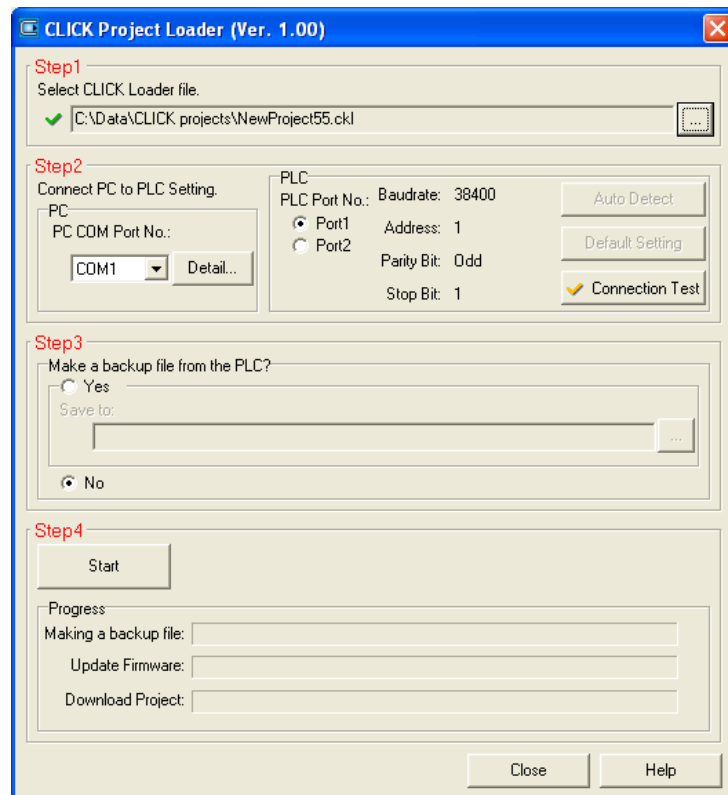 CLICK Project Loader (Ver. 1.00)
Step1
Select CLICK Loader file.
C:\Data\CLICK projects\NewProject55.ckl
...
Step2
Connect PC to PLC Setting.
PC
PC COM Port No.:
COM1
Detail...
PLC
PLC Port No.:
Port1
Port2
Baudrate: 38400
Address: 1
Parity Bit: Odd
Stop Bit: 1
Auto Detect
Default Setting
Connection Test
Step3
Make a backup file from the PLC?
Yes
Save to:
...
No
Step4
Start
Progress
Making a backup file:
Update Firmware:
Download Project:
Close
Help